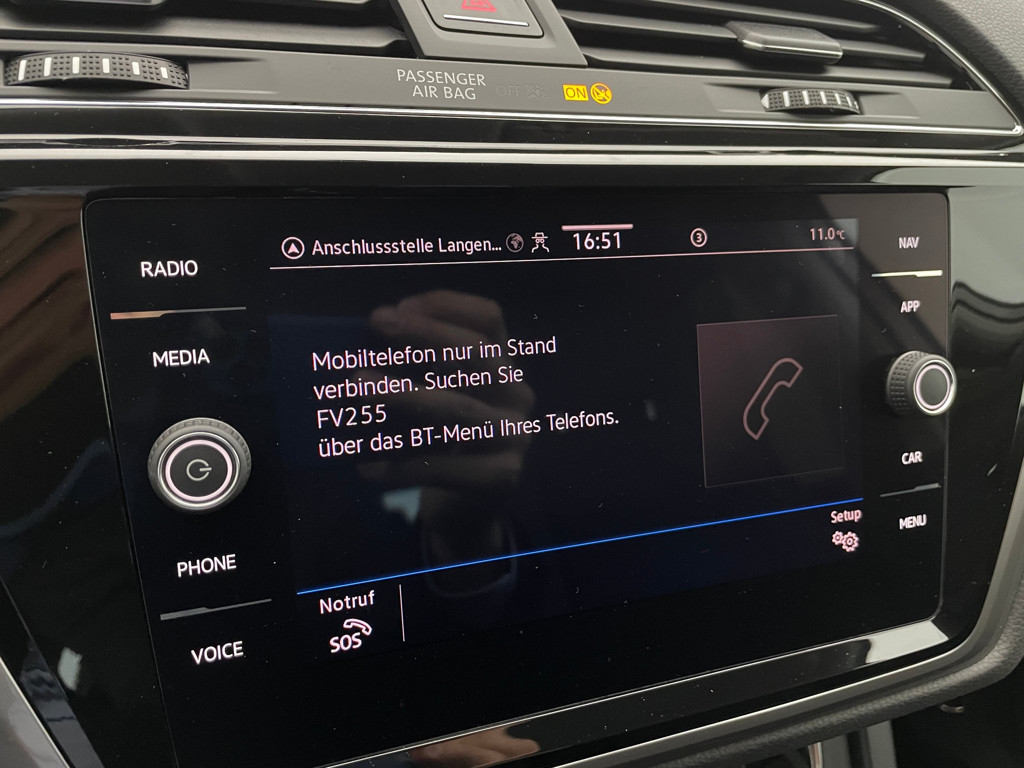 PASSENGER
AIR BAG OFF ON
Anschlussstelle Langen... 16:51 3 11.0°C
RADIO
NAV
APP
MEDIA
Mobiltelefon nur im Stand
verbinden. Suchen Sie
FV255
über das BT-Menü Ihres Telefons.
CAR
MENU
Setup
PHONE
Notruf
SOS
VOICE